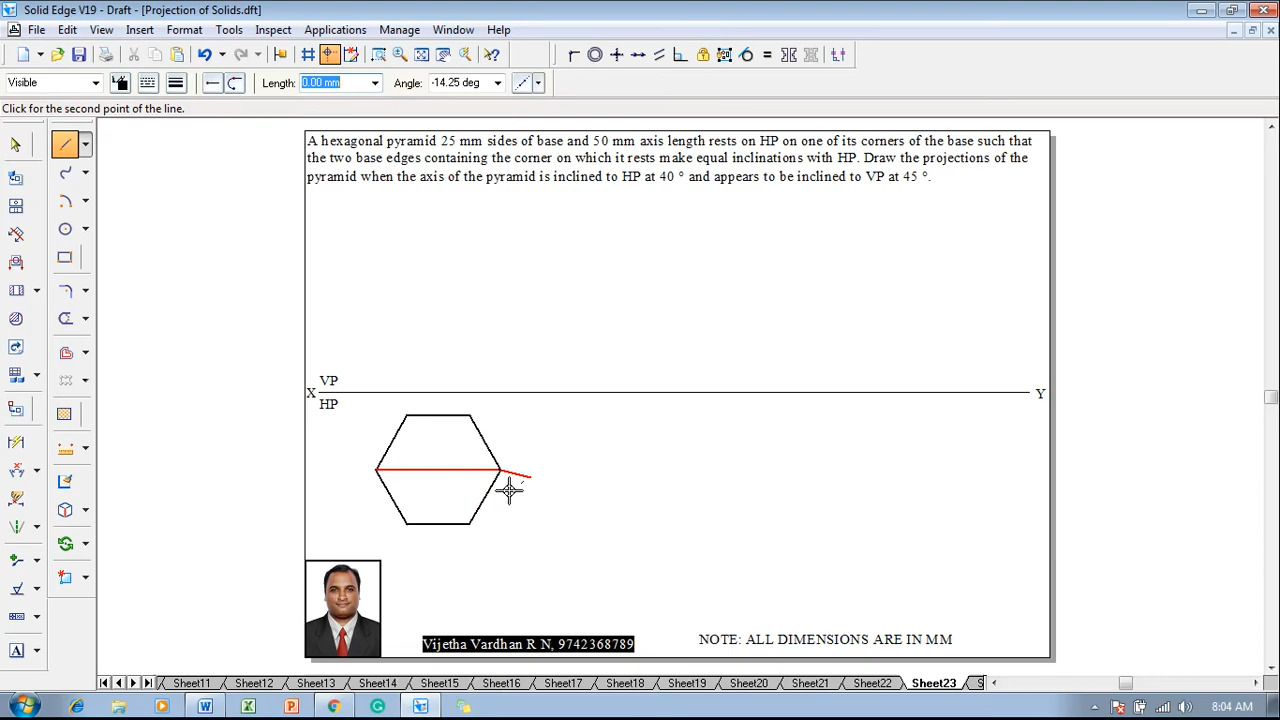 Solid Edge V19 - Draft - [Projection of Solids.dft]
File Edit View Insert Format Tools Inspect Applications Manage Window Help
Visible Length: 0.00 mm Angle: -14.25 deg
Click for the second point of the line.
A hexagonal pyramid 25 mm sides of base and 50 mm axis length rests on HP on one of its corners of the base such that
the two base edges containing the corner on which it rests make equal inclinations with HP. Draw the projections of the
pyramid when the axis of the pyramid is inclined to HP at 40 ° and appears to be inclined to VP at 45 °.
VP
X Y
HP
Vijetha Vardhan R N, 9742368789
NOTE: ALL DIMENSIONS ARE IN MM
Sheet11 Sheet12 Sheet13 Sheet14 Sheet15 Sheet16 Sheet17 Sheet18 Sheet19 Sheet20 Sheet21 Sheet22 Sheet23 S
8:04 AM